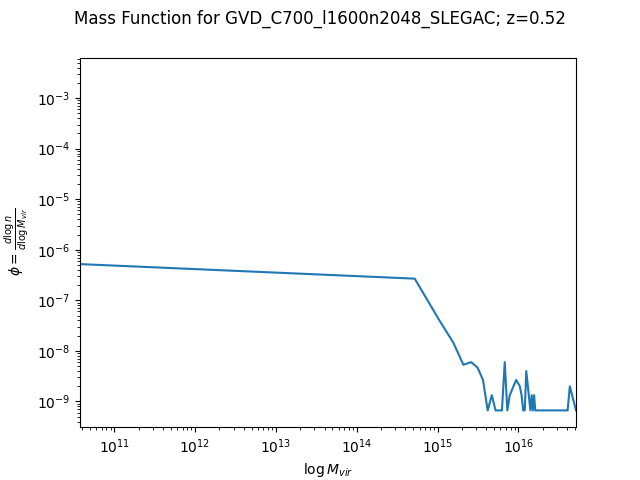 Mass Function for GVD_C700_l1600n2048_SLEGAC; z=0.52
10⁻³
10⁻⁴
10⁻⁵
10⁻⁶
10⁻⁷
10⁻⁸
10⁻⁹
ϕ = d log n / d log M_vir
10¹¹ 10¹² 10¹³ 10¹⁴ 10¹⁵ 10¹⁶
log M_vir